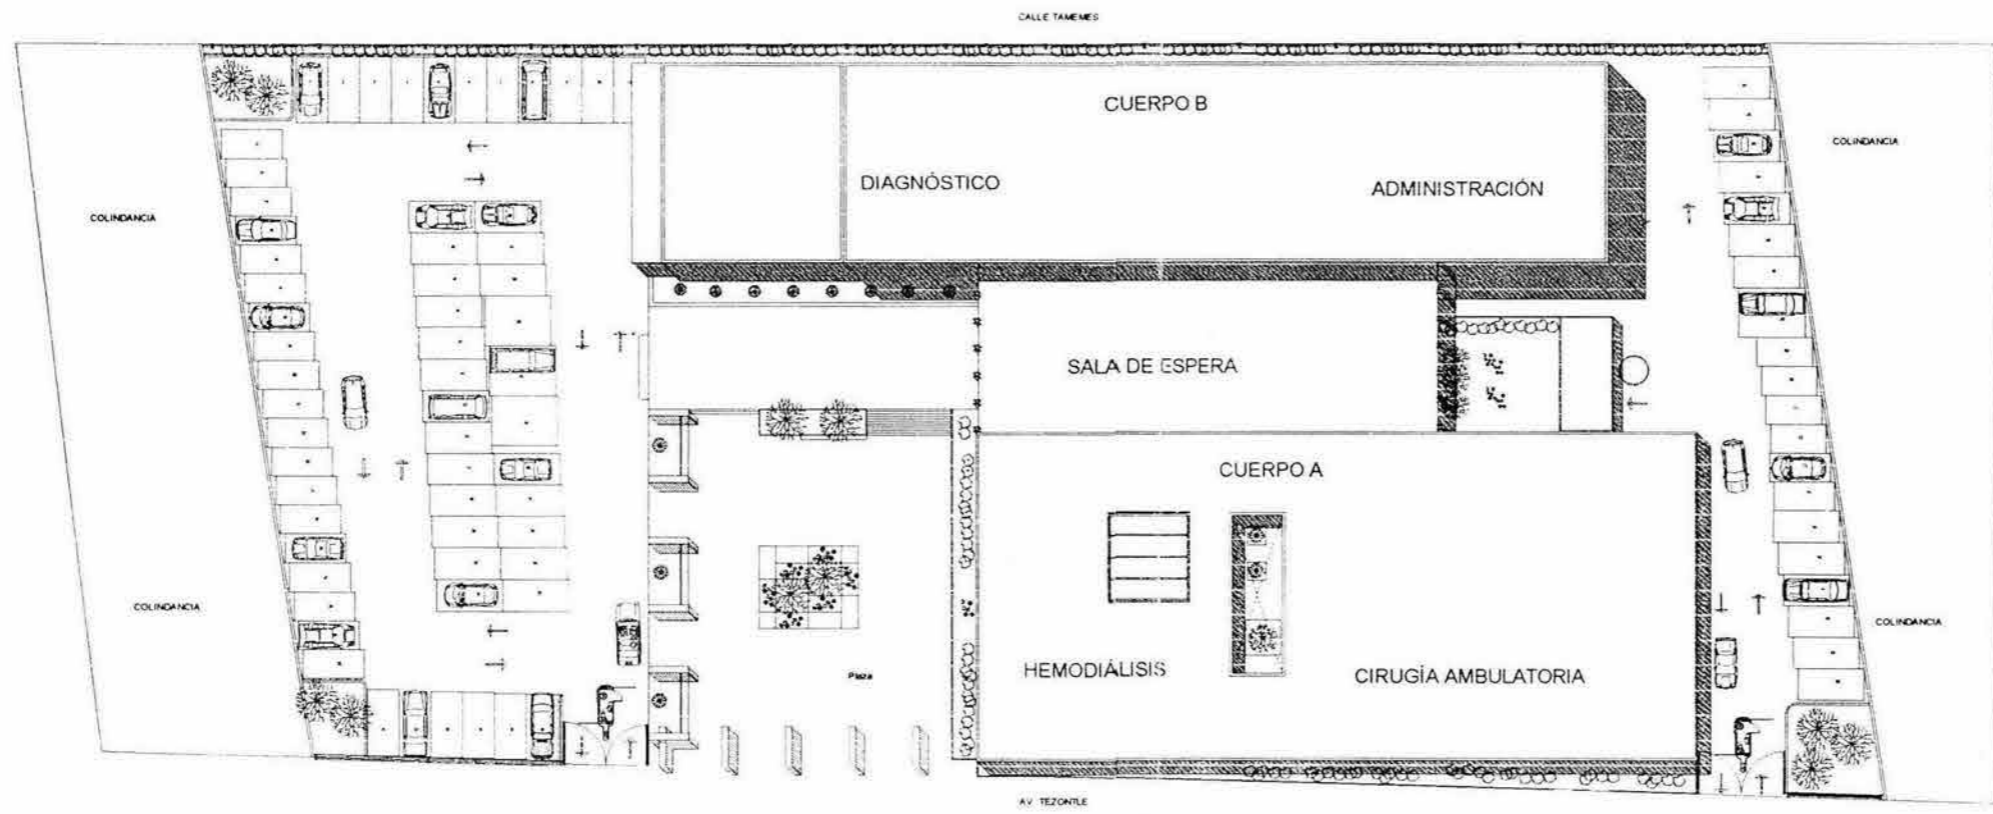 CALLE TAMEMES
CUERPO B
COLINDANCIA
DIAGNÓSTICO
ADMINISTRACIÓN
COLINDANCIA
SALA DE ESPERA
CUERPO A
COLINDANCIA
COLINDANCIA
HEMODIÁLISIS
Plaza
CIRUGÍA AMBULATORIA
AV. TEZONTLE